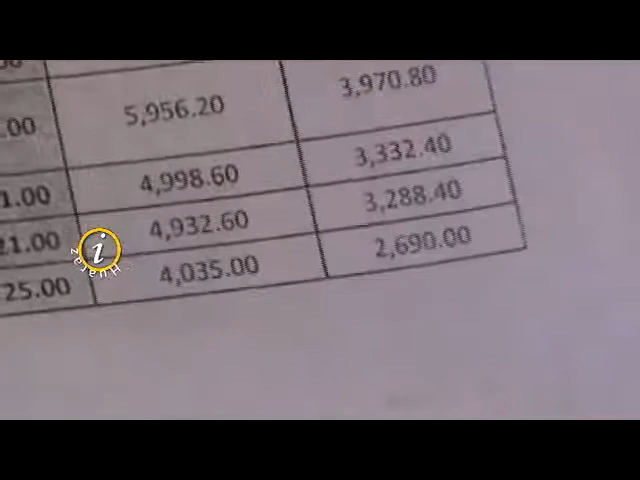 .00 5,956.20 3,970.80
1.00 4,998.60 3,332.40
21.00 4,932.60 3,288.40
25.00 4,035.00 2,690.00
i
Huaraz